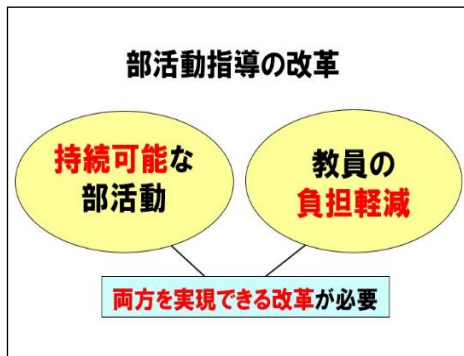 部活動指導の改革
持続可能な
部活動
教員の
負担軽減
両方を実現できる改革が必要